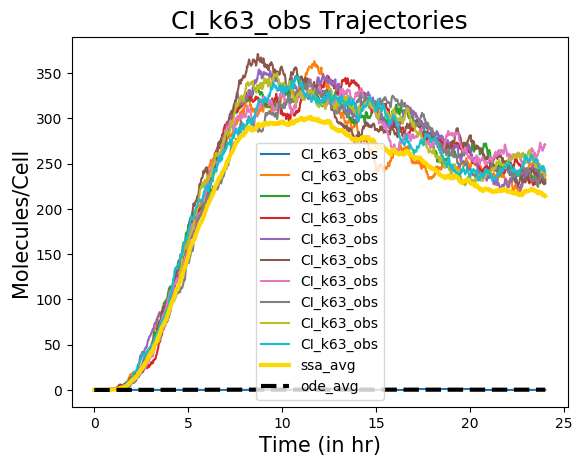 CI_k63_obs Trajectories
Molecules/Cell
350
300
250
200
150
100
50
0
CI_k63_obs
CI_k63_obs
CI_k63_obs
CI_k63_obs
CI_k63_obs
CI_k63_obs
CI_k63_obs
CI_k63_obs
CI_k63_obs
CI_k63_obs
ssa_avg
ode_avg
0 5 10 15 20 25
Time (in hr)